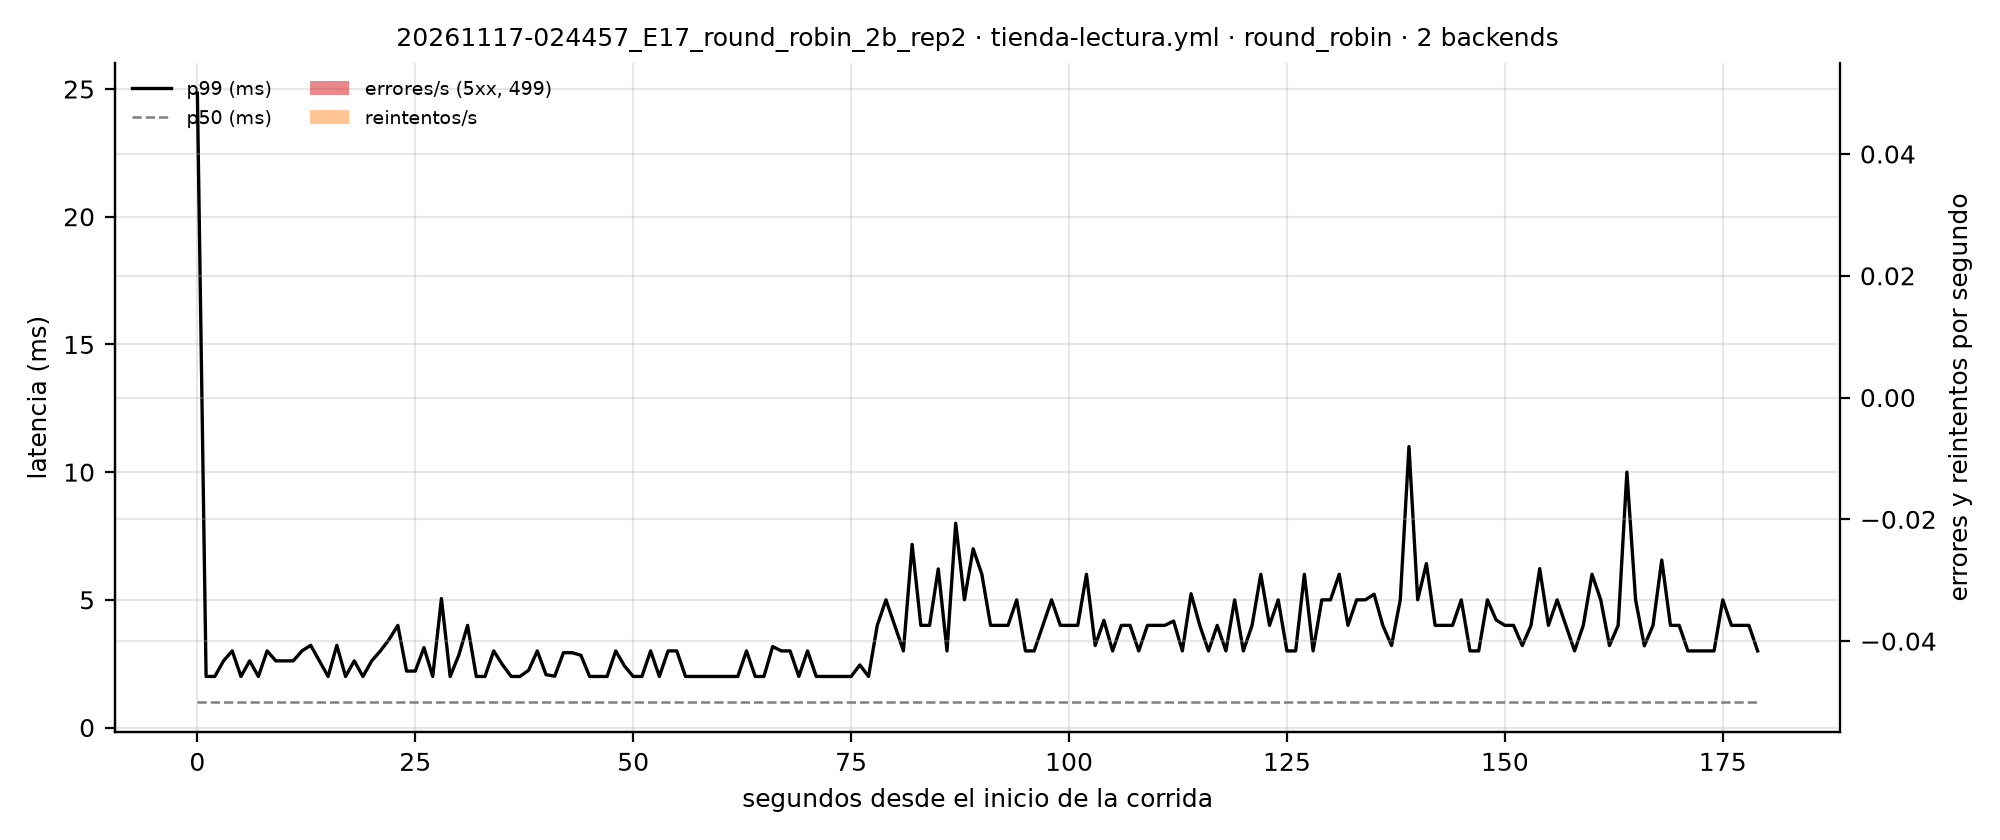 20261117-024457_E17_round_robin_2b_rep2 · tienda-lectura.yml · round_robin · 2 backends
p99 (ms)
p50 (ms)
errores/s (5xx, 499)
reintentos/s
latencia (ms)
25
20
15
10
5
0
0.04
0.02
0.00
−0.02
−0.04
errores y reintentos por segundo
0 25 50 75 100 125 150 175
segundos desde el inicio de la corrida